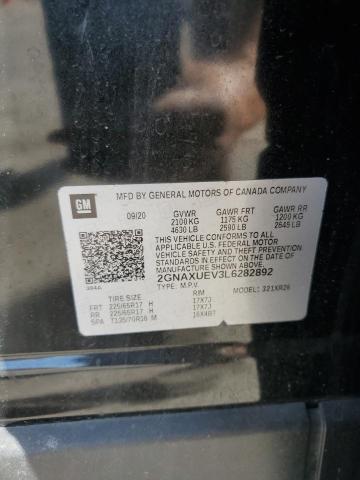 GM
MFD BY GENERAL MOTORS OF CANADA COMPANY
09/20 GVWR GAWR FRT GAWR RR
2100 KG 1175 KG 1200 KG
4630 LB 2590 LB 2645 LB
THIS VEHICLE CONFORMS TO ALL
APPLICABLE U.S. FEDERAL MOTOR
VEHICLE SAFETY AND THEFT PREVENTION
STANDARDS IN EFFECT ON THE DATE OF
MANUFACTURE SHOWN ABOVE.
2GNAXUEV3L6282892
TYPE: M.P.V. MODEL: 321XR26
TIRE SIZE RIM
FRT 225/65R17 H 17X7J
RR 225/65R17 H 17X7J
SPA T135/70R16 M 16X4BT